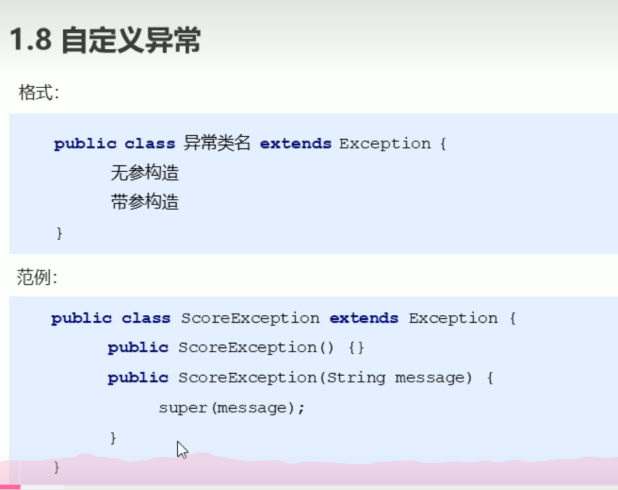 1.8 自定义异常
格式：
public class 异常类名 extends Exception {
无参构造
带参构造
}
范例：
public class ScoreException extends Exception {
public ScoreException() {}
public ScoreException(String message) {
super(message);
}
}